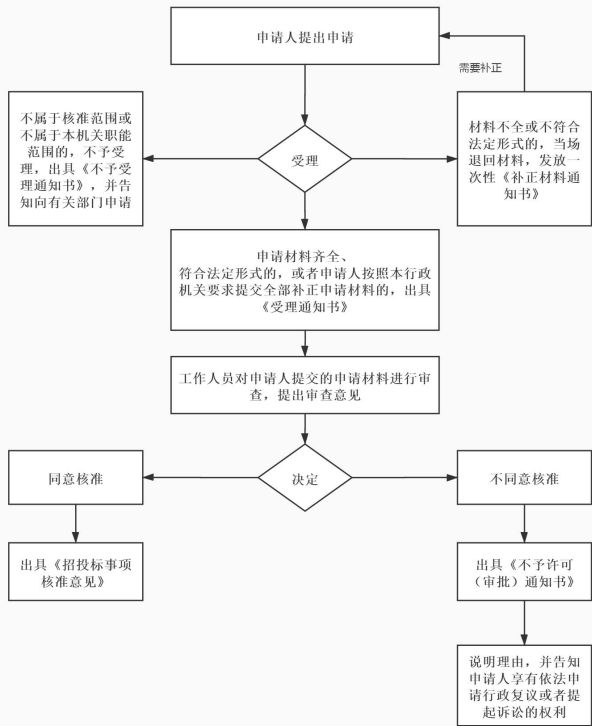 申请人提出申请
需要补正
不属于核准范围或
不属于本机关职能
范围的，不予受
理，出具《不予受
理通知书》，并告
知向有关部门申请
受理
材料不全或不符合
法定形式的，当场
退回材料，发放一
次性《补正材料通
知书》
申请材料齐全、
符合法定形式的，或者申请人按照本行政
机关要求提交全部补正申请材料的，出具
《受理通知书》
工作人员对申请人提交的申请材料进行审
查，提出审查意见
同意核准
决定
不同意核准
出具《招投标事项
核准意见》
出具《不予许可
（审批）通知书》
说明理由，并告知
申请人享有依法申
请行政复议或者提
起诉讼的权利